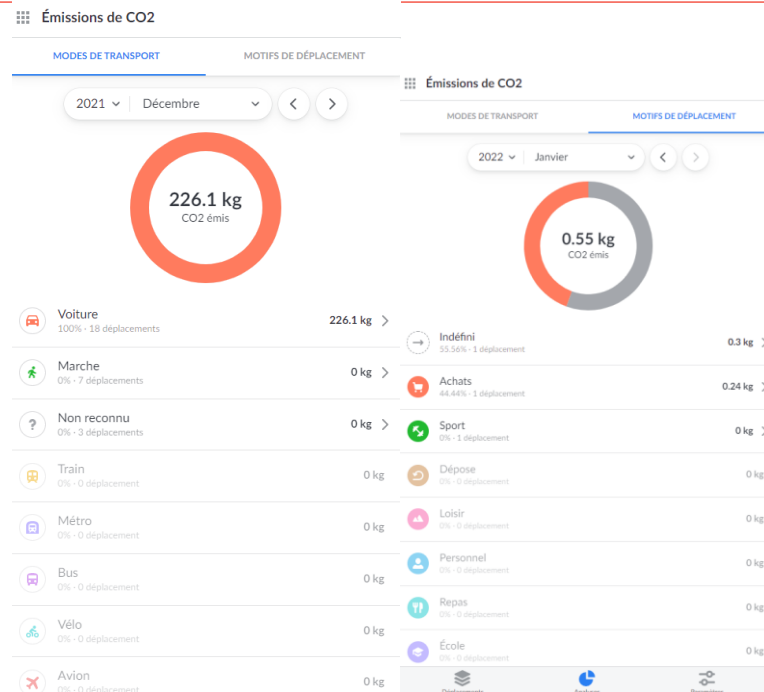 Émissions de CO2
MODES DE TRANSPORT
MOTIFS DE DÉPLACEMENT
2021
Décembre
226.1 kg
CO2 émis
Voiture
226.1 kg
100% - 18 déplacements
Marche
0 kg
0% - 7 déplacements
Non reconnu
0 kg
0% - 3 déplacements
Train
0 kg
0% - 0 déplacement
Métro
0 kg
0% - 0 déplacement
Bus
0 kg
0% - 0 déplacement
Vélo
0 kg
0% - 0 déplacement
Avion
0 kg
0% - 0 déplacement
Émissions de CO2
MODES DE TRANSPORT
MOTIFS DE DÉPLACEMENT
2022
Janvier
0.55 kg
CO2 émis
Indéfini
0.3 kg
55.56% - 1 déplacement
Achats
0.24 kg
44.44% - 1 déplacement
Sport
0 kg
0% - 1 déplacement
Dépose
0 kg
0% - 0 déplacement
Loisir
0 kg
0% - 0 déplacement
Personnel
0 kg
0% - 0 déplacement
Repas
0 kg
0% - 0 déplacement
École
0 kg
0% - 0 déplacement